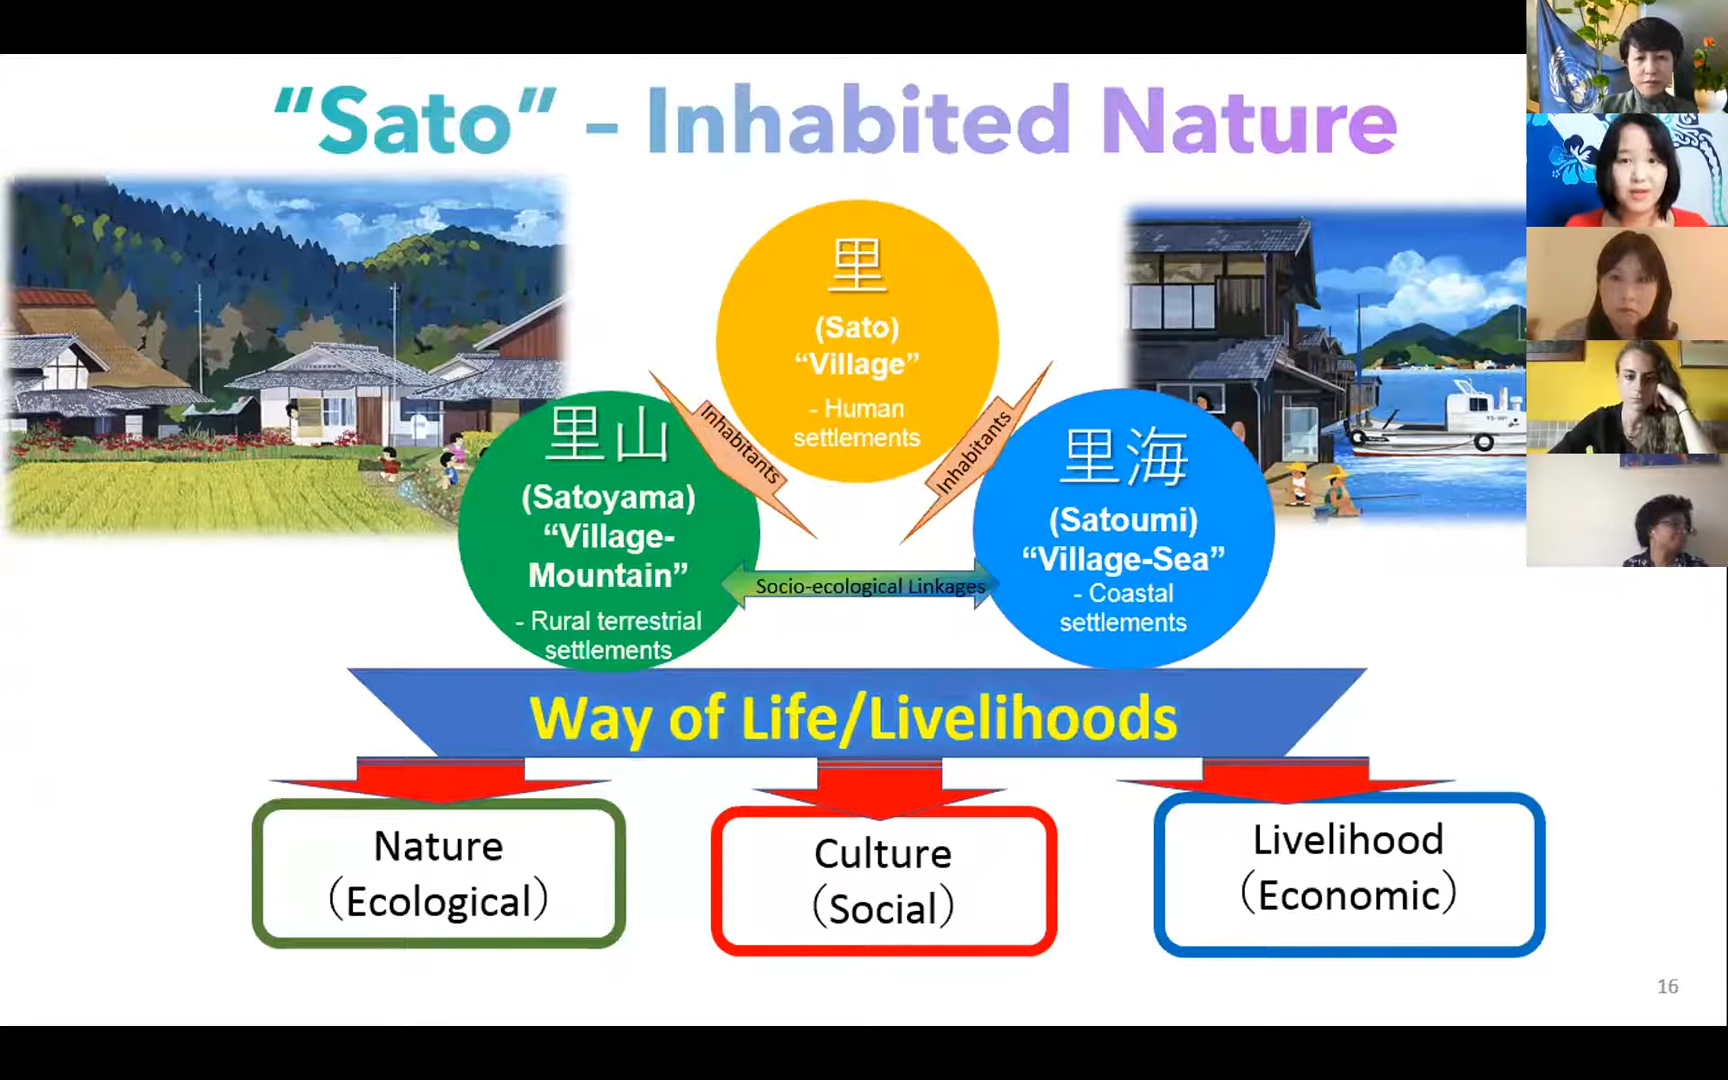 “Sato” – Inhabited Nature
里
(Sato)
“Village”
- Human
settlements
里山
(Satoyama)
“Village-
Mountain”
- Rural terrestrial
settlements
Inhabitants
Inhabitants
里海
(Satoumi)
“Village-Sea”
- Coastal
settlements
Socio-ecological Linkages
Way of Life/Livelihoods
Nature
（Ecological）
Culture
（Social）
Livelihood
（Economic）
16